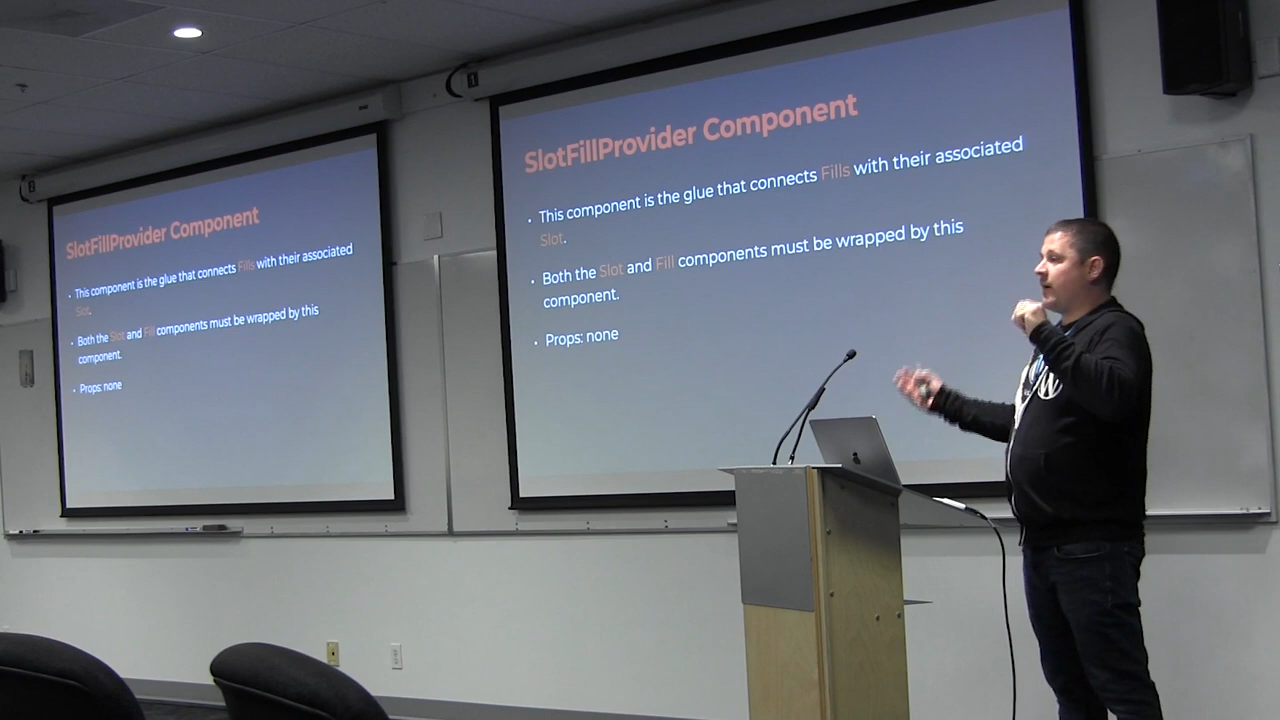 2
SlotFillProvider Component
• This component is the glue that connects Fills with their associated
Slot.
• Both the Slot and Fill components must be wrapped by this
component.
• Props: none
1
SlotFillProvider Component
• This component is the glue that connects Fills with their associated
Slot.
• Both the Slot and Fill components must be wrapped by this
component.
• Props: none
W